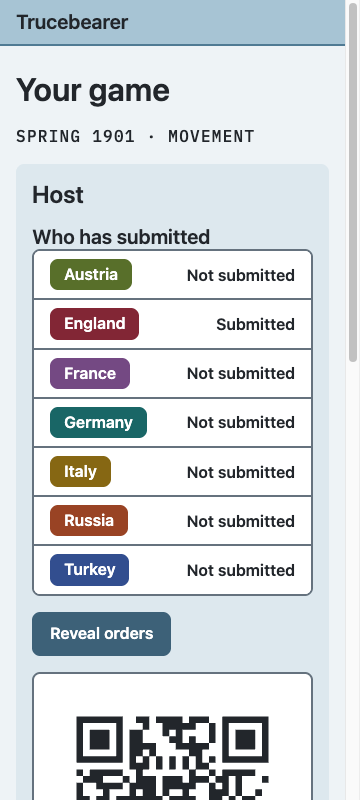 Trucebearer
Your game
SPRING 1901 · MOVEMENT
Host
Who has submitted
Austria Not submitted
England Submitted
France Not submitted
Germany Not submitted
Italy Not submitted
Russia Not submitted
Turkey Not submitted
Reveal orders